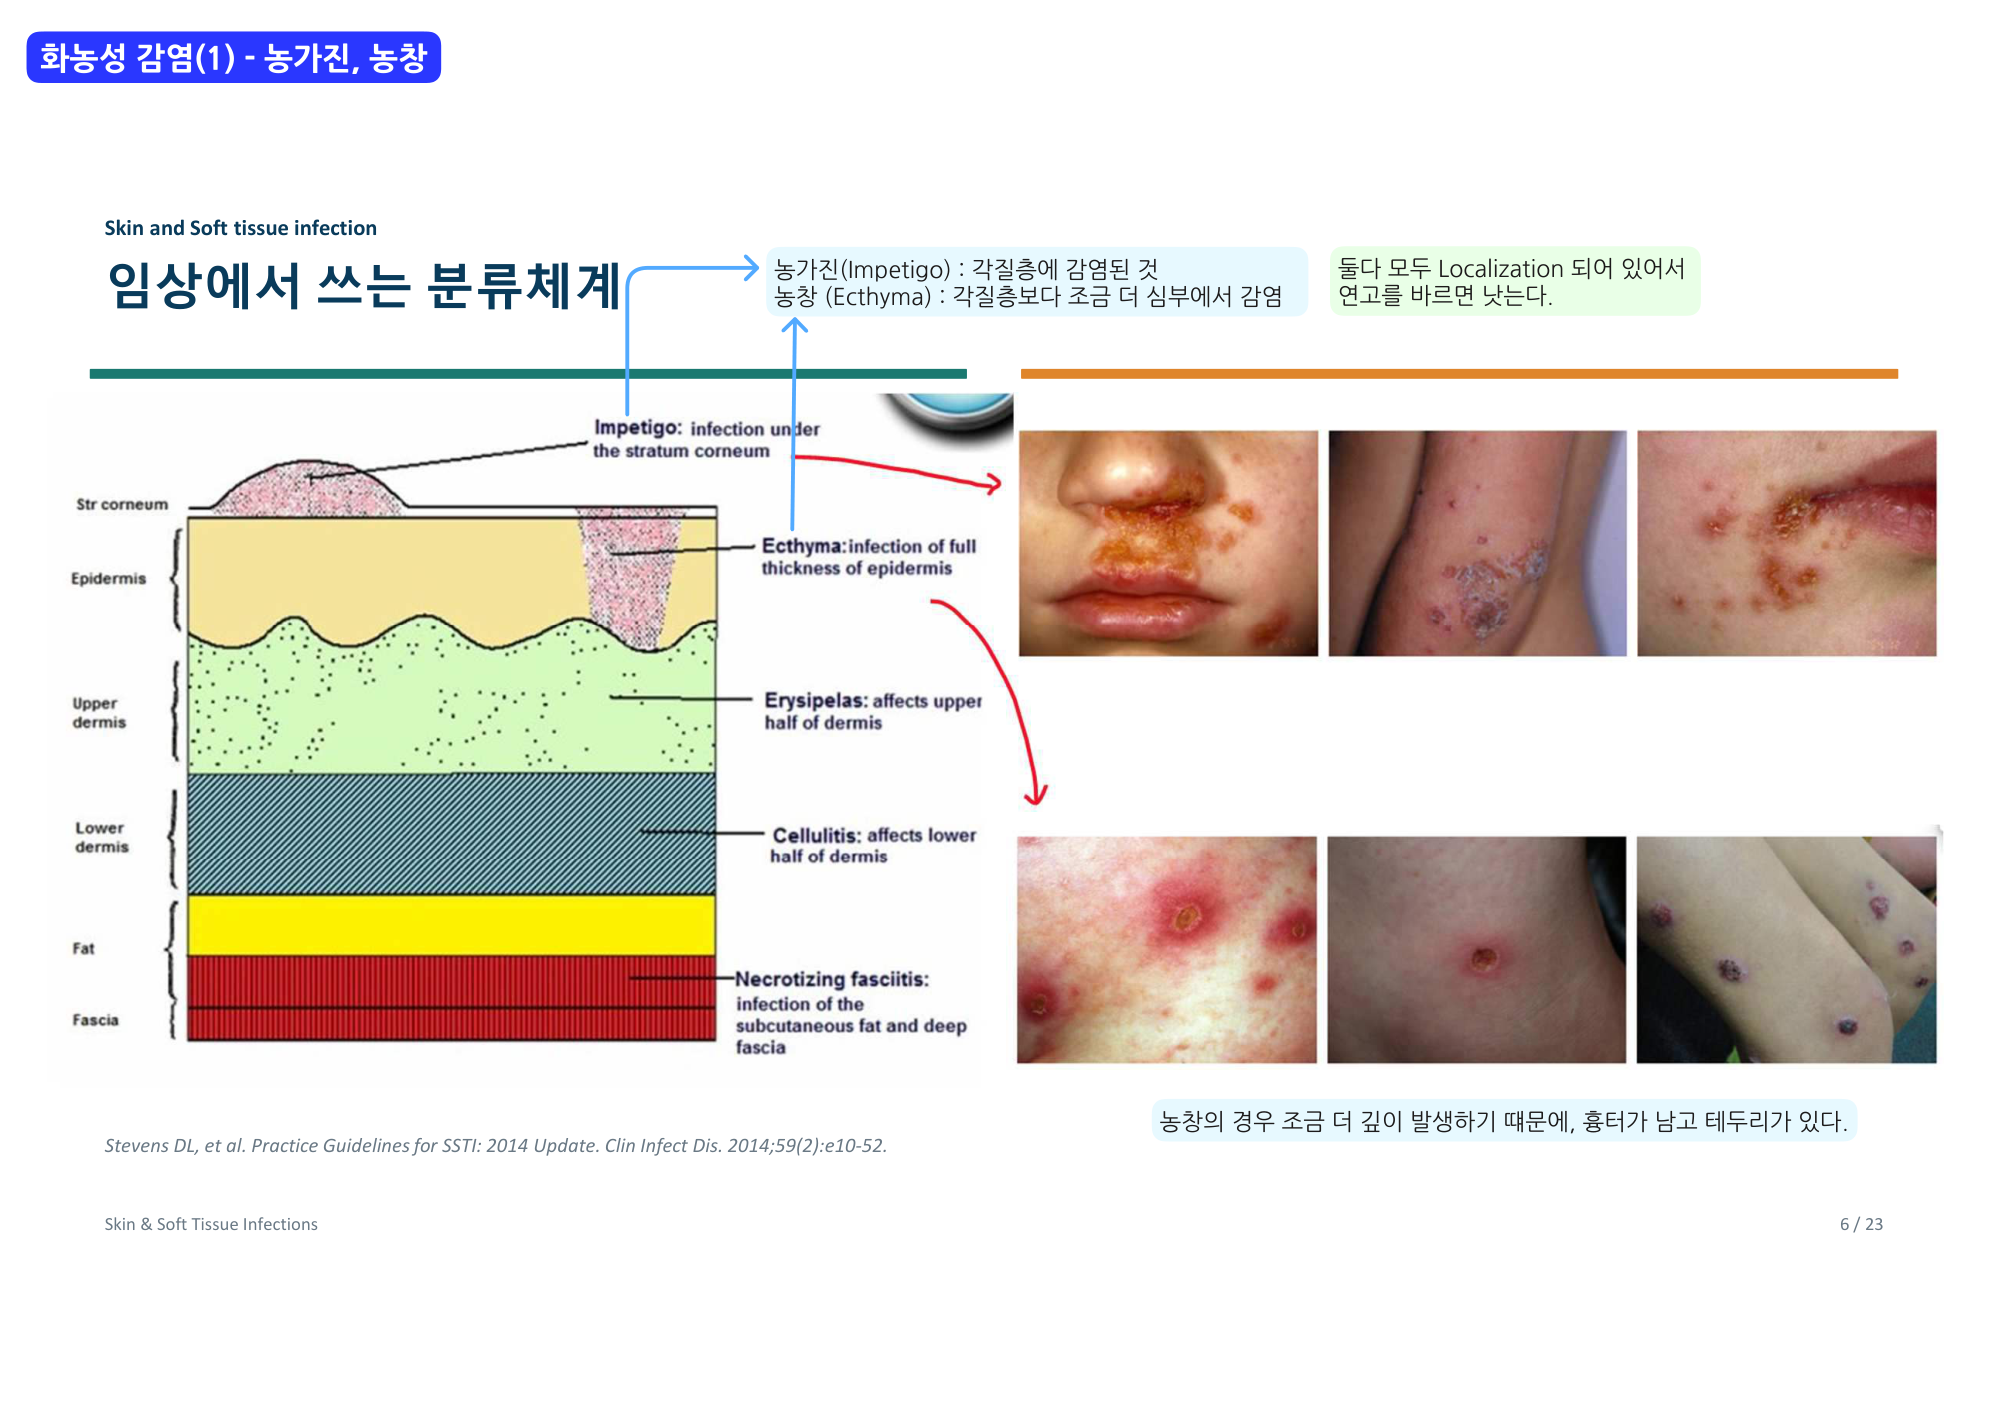 화농성 감염(1) - 농가진, 농창
Skin and Soft tissue infection
임상에서 쓰는 분류체계
농가진(Impetigo) : 각질층에 감염된 것
농창 (Ecthyma) : 각질층보다 조금 더 심부에서 감염
둘다 모두 Localization 되어 있어서
연고를 바르면 낫는다.
Impetigo: infection under
the stratum corneum
Str corneum
Epidermis
Ecthyma: infection of full
thickness of epidermis
Upper
dermis
Erysipelas: affects upper
half of dermis
Lower
dermis
Cellulitis: affects lower
half of dermis
Fat
Fascia
Necrotizing fasciitis:
infection of the
subcutaneous fat and deep
fascia
농창의 경우 조금 더 깊이 발생하기 떄문에, 흉터가 남고 테두리가 있다.
Stevens DL, et al. Practice Guidelines for SSTI: 2014 Update. Clin Infect Dis. 2014;59(2):e10-52.
Skin & Soft Tissue Infections
6 / 23